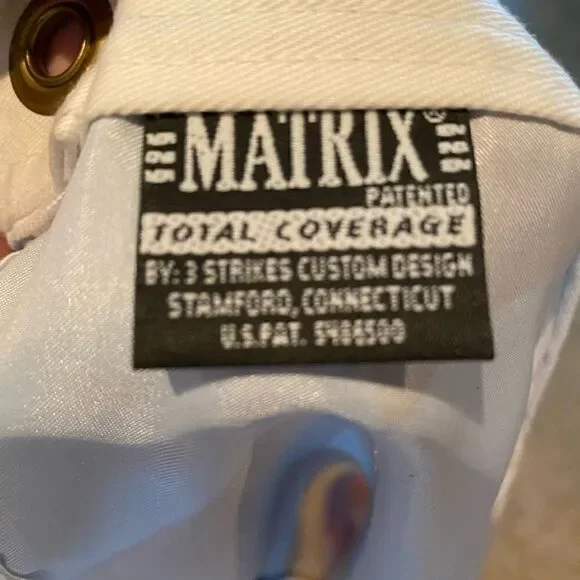 MATRIX®
PATENTED
TOTAL COVERAGE
BY: 3 STRIKES CUSTOM DESIGN
STAMFORD, CONNECTICUT
U.S.PAT. 5486500